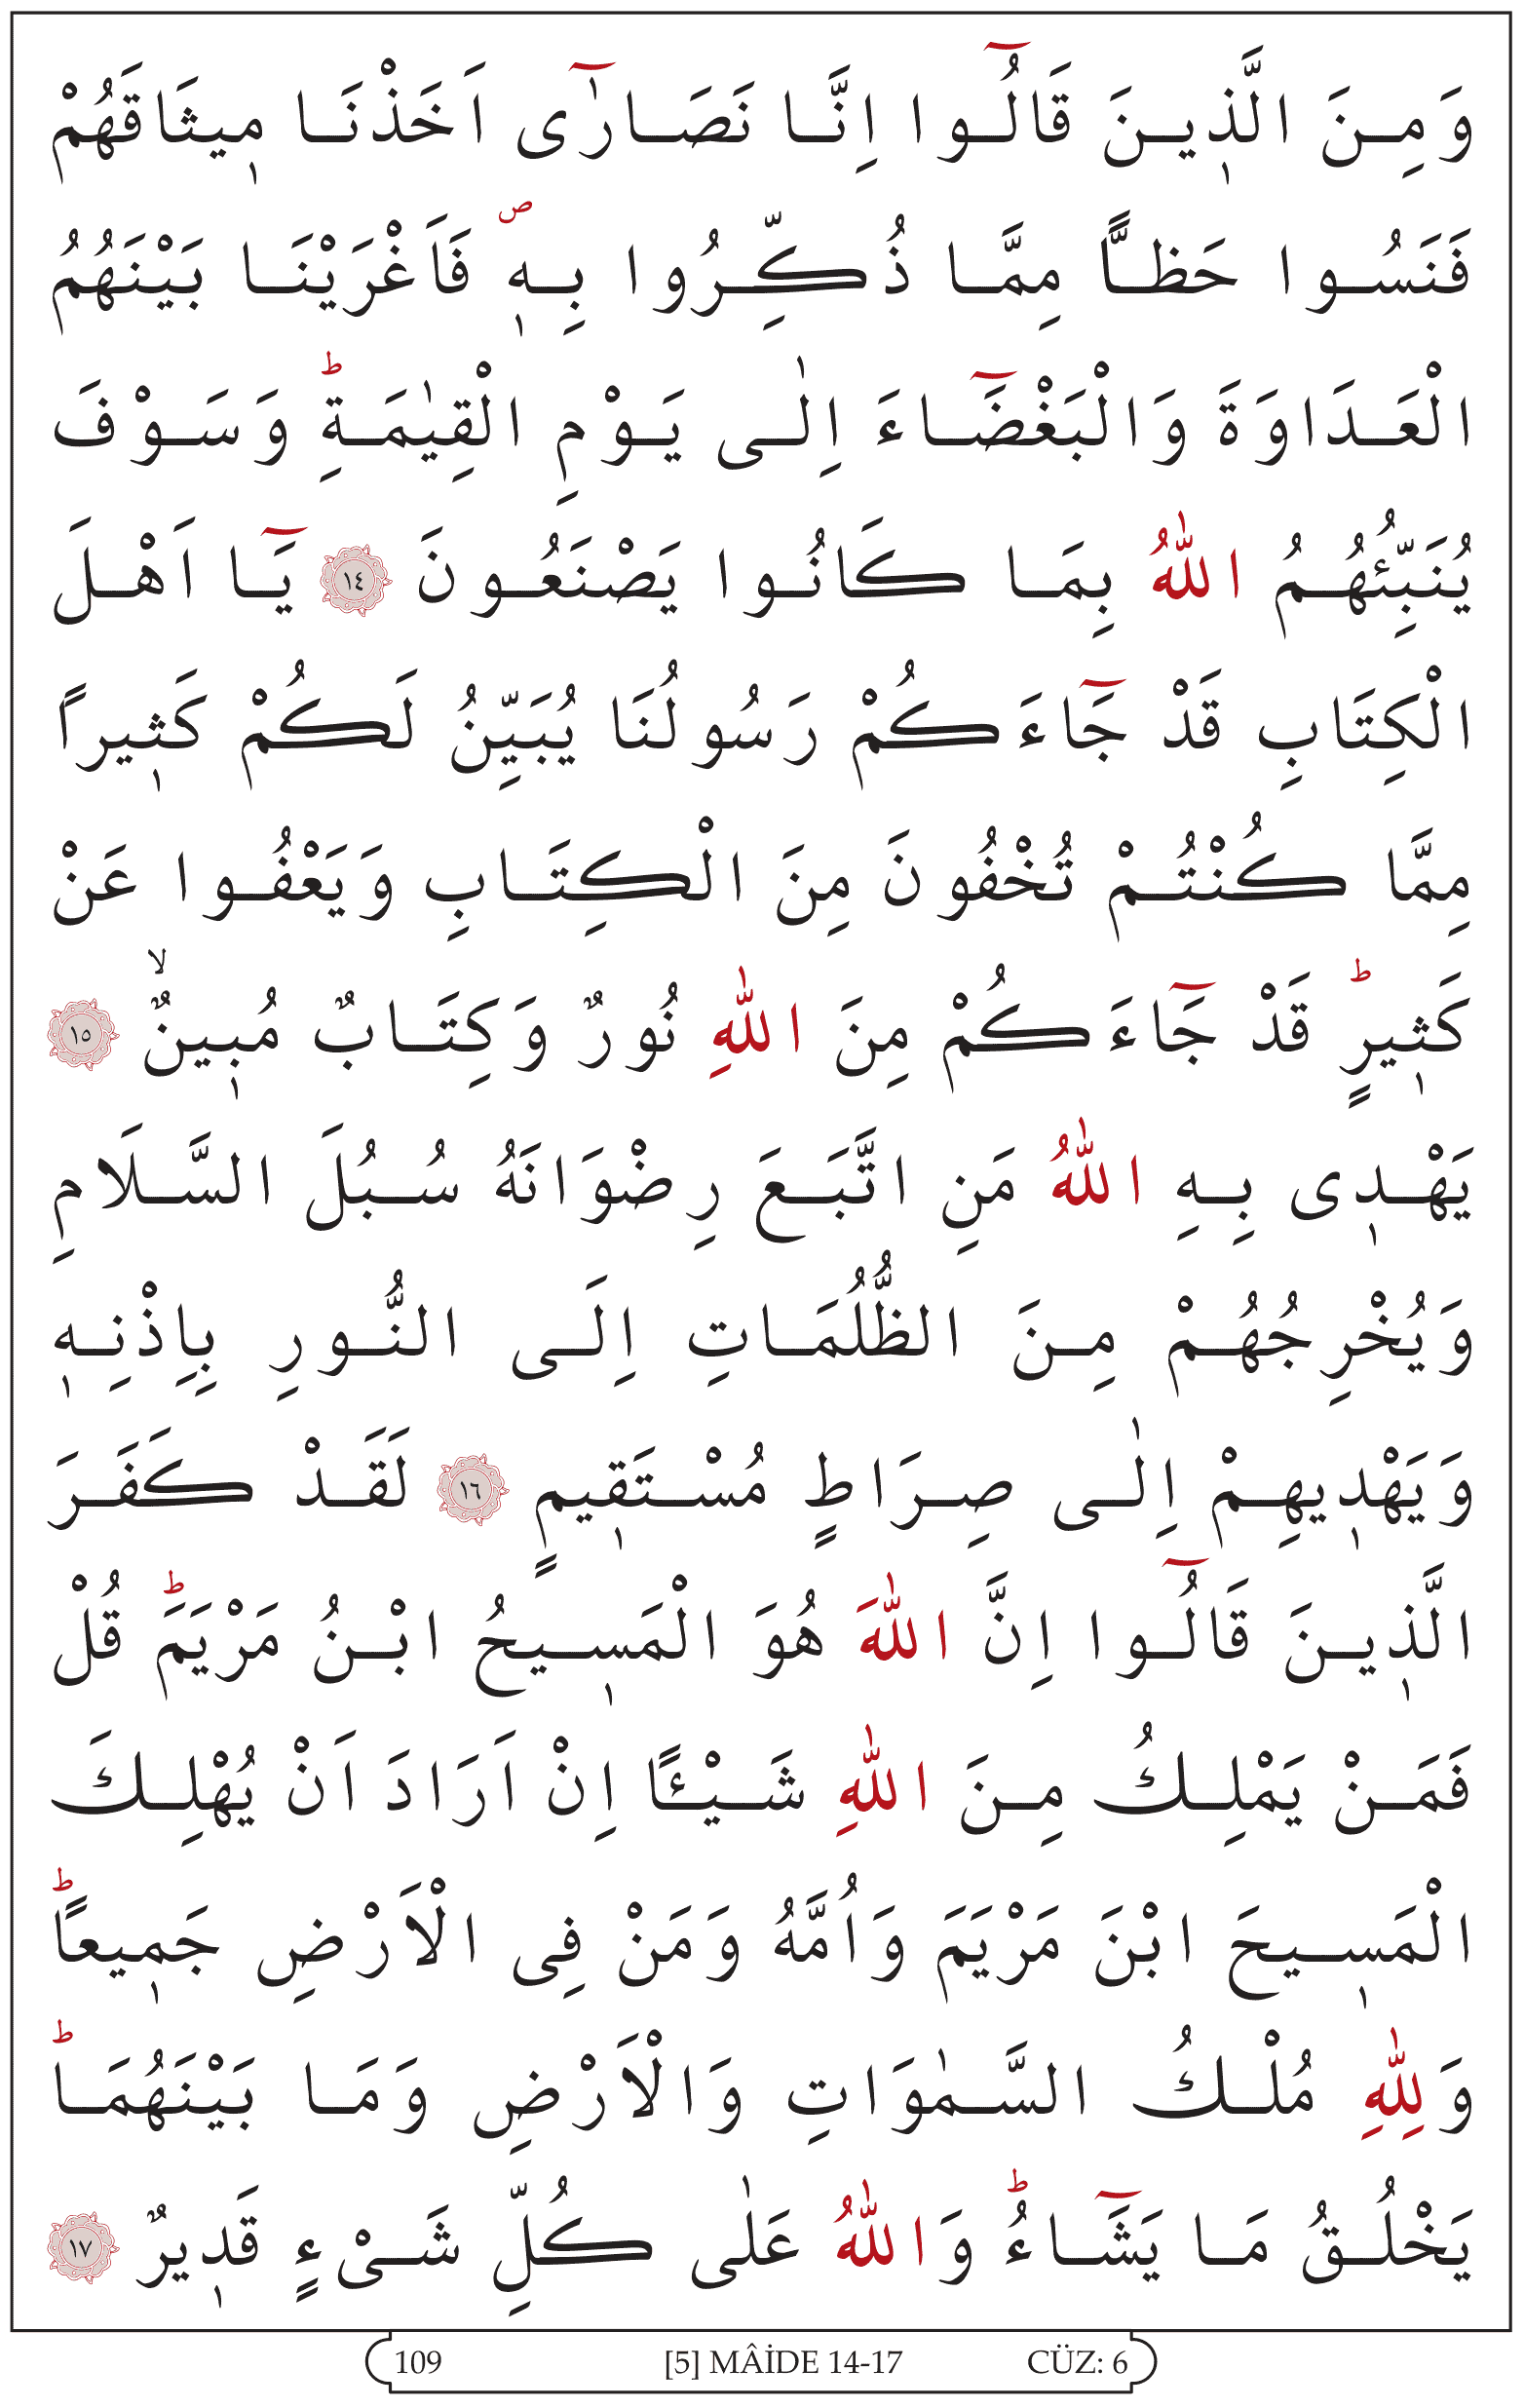 وَمِنَ الَّذ۪ينَ قَالُٓوا اِنَّا نَصَارٰٓى اَخَذْنَا م۪يثَاقَهُمْ
فَنَسُوا حَظًّا مِمَّا ذُكِّرُوا بِه۪ۖ فَاَغْرَيْنَا بَيْنَهُمُ
الْعَدَاوَةَ وَالْبَغْضَٓاءَ اِلٰى يَوْمِ الْقِيٰمَةِۜ وَسَوْفَ
يُنَبِّئُهُمُ اللّٰهُ بِمَا كَانُوا يَصْنَعُونَ ﴿١٤﴾ يَٓا اَهْلَ
الْكِتَابِ قَدْ جَٓاءَكُمْ رَسُولُنَا يُبَيِّنُ لَكُمْ كَث۪يراً
مِمَّا كُنْتُمْ تُخْفُونَ مِنَ الْكِتَابِ وَيَعْفُوا عَنْ
كَث۪يرٍۜ قَدْ جَٓاءَكُمْ مِنَ اللّٰهِ نُورٌ وَكِتَابٌ مُب۪ينٌۙ ﴿١٥﴾
يَهْد۪ى بِهِ اللّٰهُ مَنِ اتَّبَعَ رِضْوَانَهُ سُبُلَ السَّلَامِ
وَيُخْرِجُهُمْ مِنَ الظُّلُمَاتِ اِلَى النُّورِ بِاِذْنِه۪
وَيَهْد۪يهِمْ اِلٰى صِرَاطٍ مُسْتَق۪يمٍ ﴿١٦﴾ لَقَدْ كَفَرَ
الَّذ۪ينَ قَالُٓوا اِنَّ اللّٰهَ هُوَ الْمَس۪يحُ ابْنُ مَرْيَمَۜ قُلْ
فَمَنْ يَمْلِكُ مِنَ اللّٰهِ شَيْـًٔا اِنْ اَرَادَ اَنْ يُهْلِكَ
الْمَس۪يحَ ابْنَ مَرْيَمَ وَاُمَّهُ وَمَنْ فِى الْاَرْضِ جَم۪يعاًۜ
وَلِلّٰهِ مُلْكُ السَّمٰوَاتِ وَالْاَرْضِ وَمَا بَيْنَهُمَاۜ
يَخْلُقُ مَا يَشَٓاءُۜ وَاللّٰهُ عَلٰى كُلِّ شَىْءٍ قَد۪يرٌ ﴿١٧﴾
109 [5] MÂİDE 14-17 CÜZ: 6